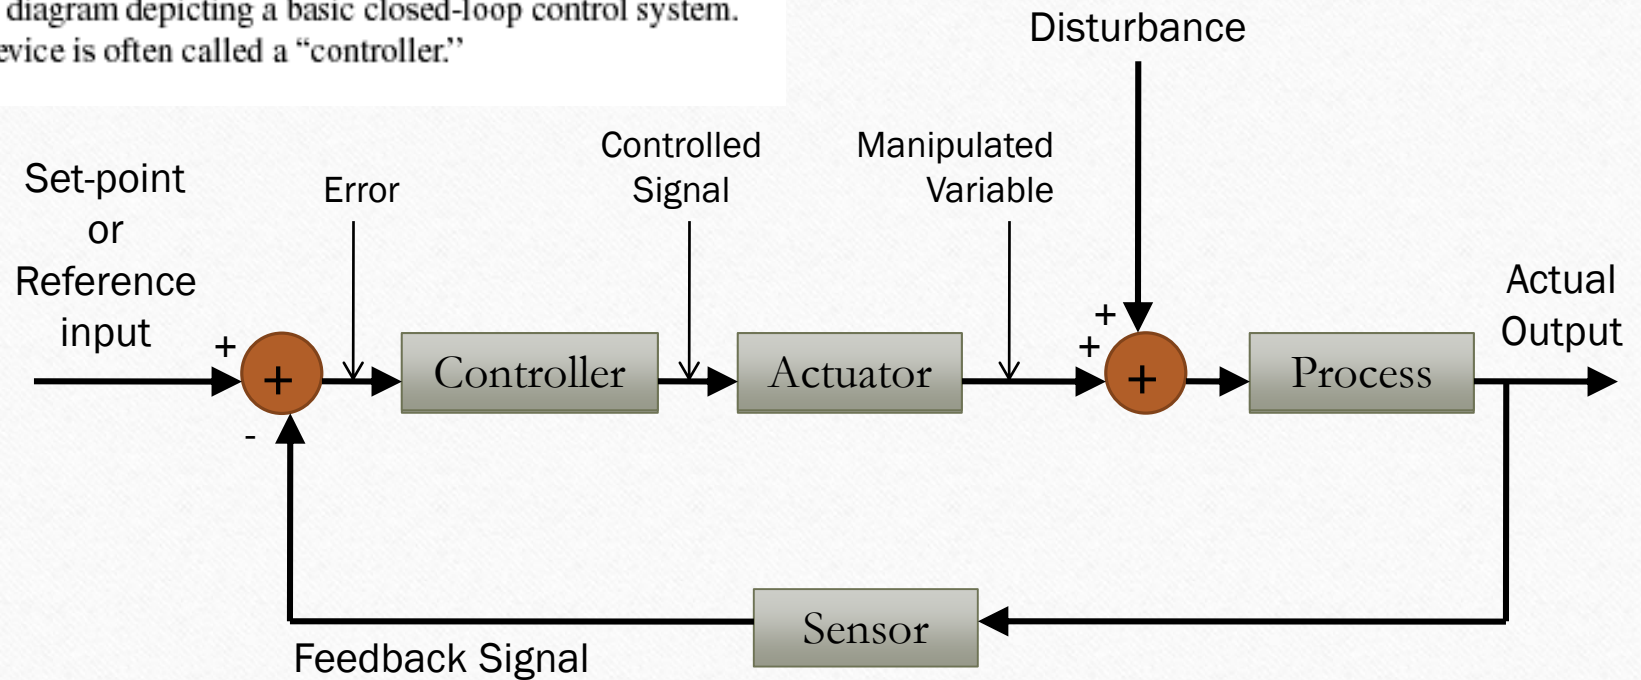 diagram depicting a basic closed-loop control system.
is often called a “controller.”
Disturbance
Set-point
or
Reference
input
Error
Controlled
Signal
Manipulated
Variable
Actual
Output
+
-
+
Controller
Actuator
+
+
+
Process
Sensor
Feedback Signal